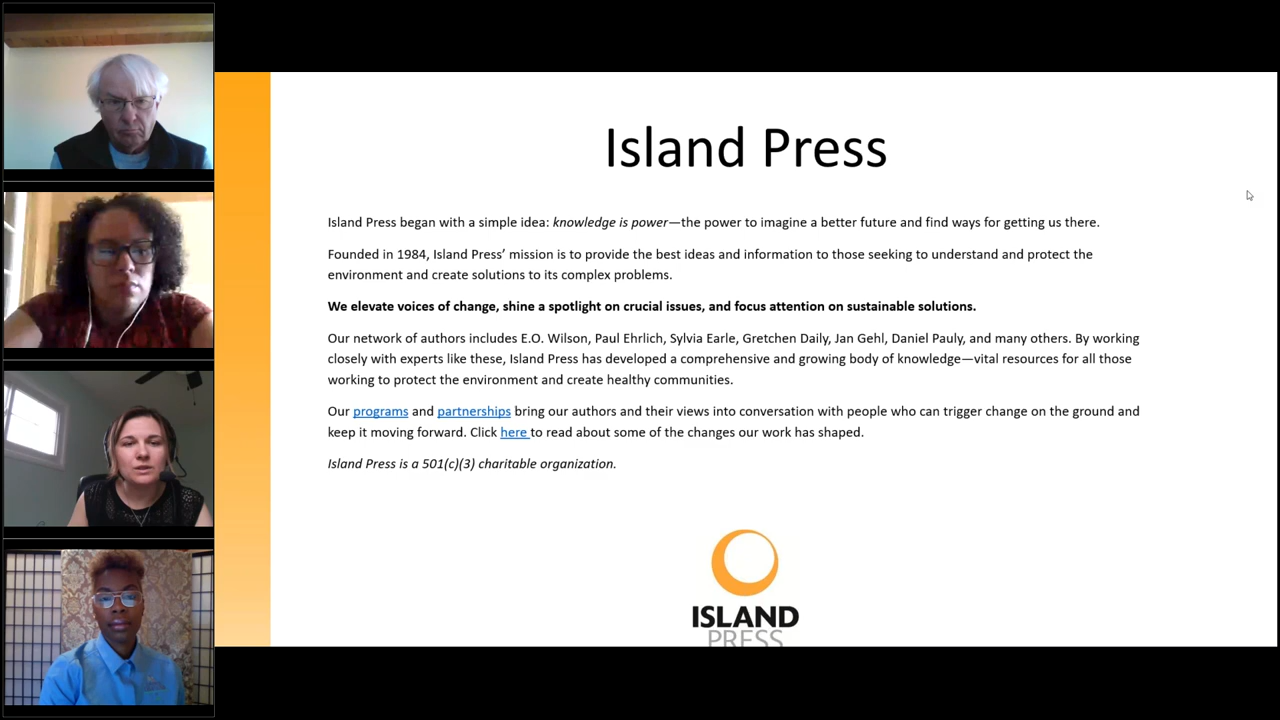 Island Press
Island Press began with a simple idea: knowledge is power—the power to imagine a better future and find ways for getting us there.
Founded in 1984, Island Press’ mission is to provide the best ideas and information to those seeking to understand and protect the
environment and create solutions to its complex problems.
We elevate voices of change, shine a spotlight on crucial issues, and focus attention on sustainable solutions.
Our network of authors includes E.O. Wilson, Paul Ehrlich, Sylvia Earle, Gretchen Daily, Jan Gehl, Daniel Pauly, and many others. By working
closely with experts like these, Island Press has developed a comprehensive and growing body of knowledge—vital resources for all those
working to protect the environment and create healthy communities.
Our programs and partnerships bring our authors and their views into conversation with people who can trigger change on the ground and
keep it moving forward. Click here to read about some of the changes our work has shaped.
Island Press is a 501(c)(3) charitable organization.
ISLAND
PRESS